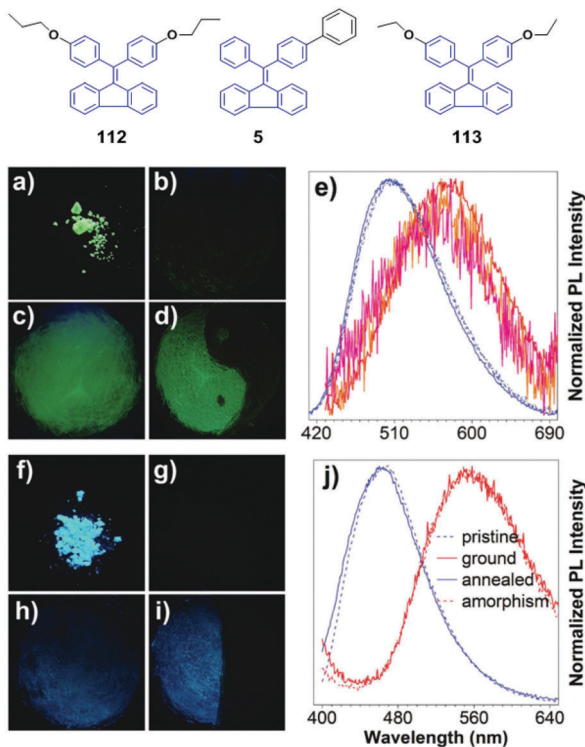 O O O O
112 5 113
a) b) e)
c) d)
420 510 600 690
Normalized PL Intensity
f) g) j)
h) i)
pristine
ground
annealed
amorphism
400 480 560 640
Wavelength (nm)
Normalized PL Intensity